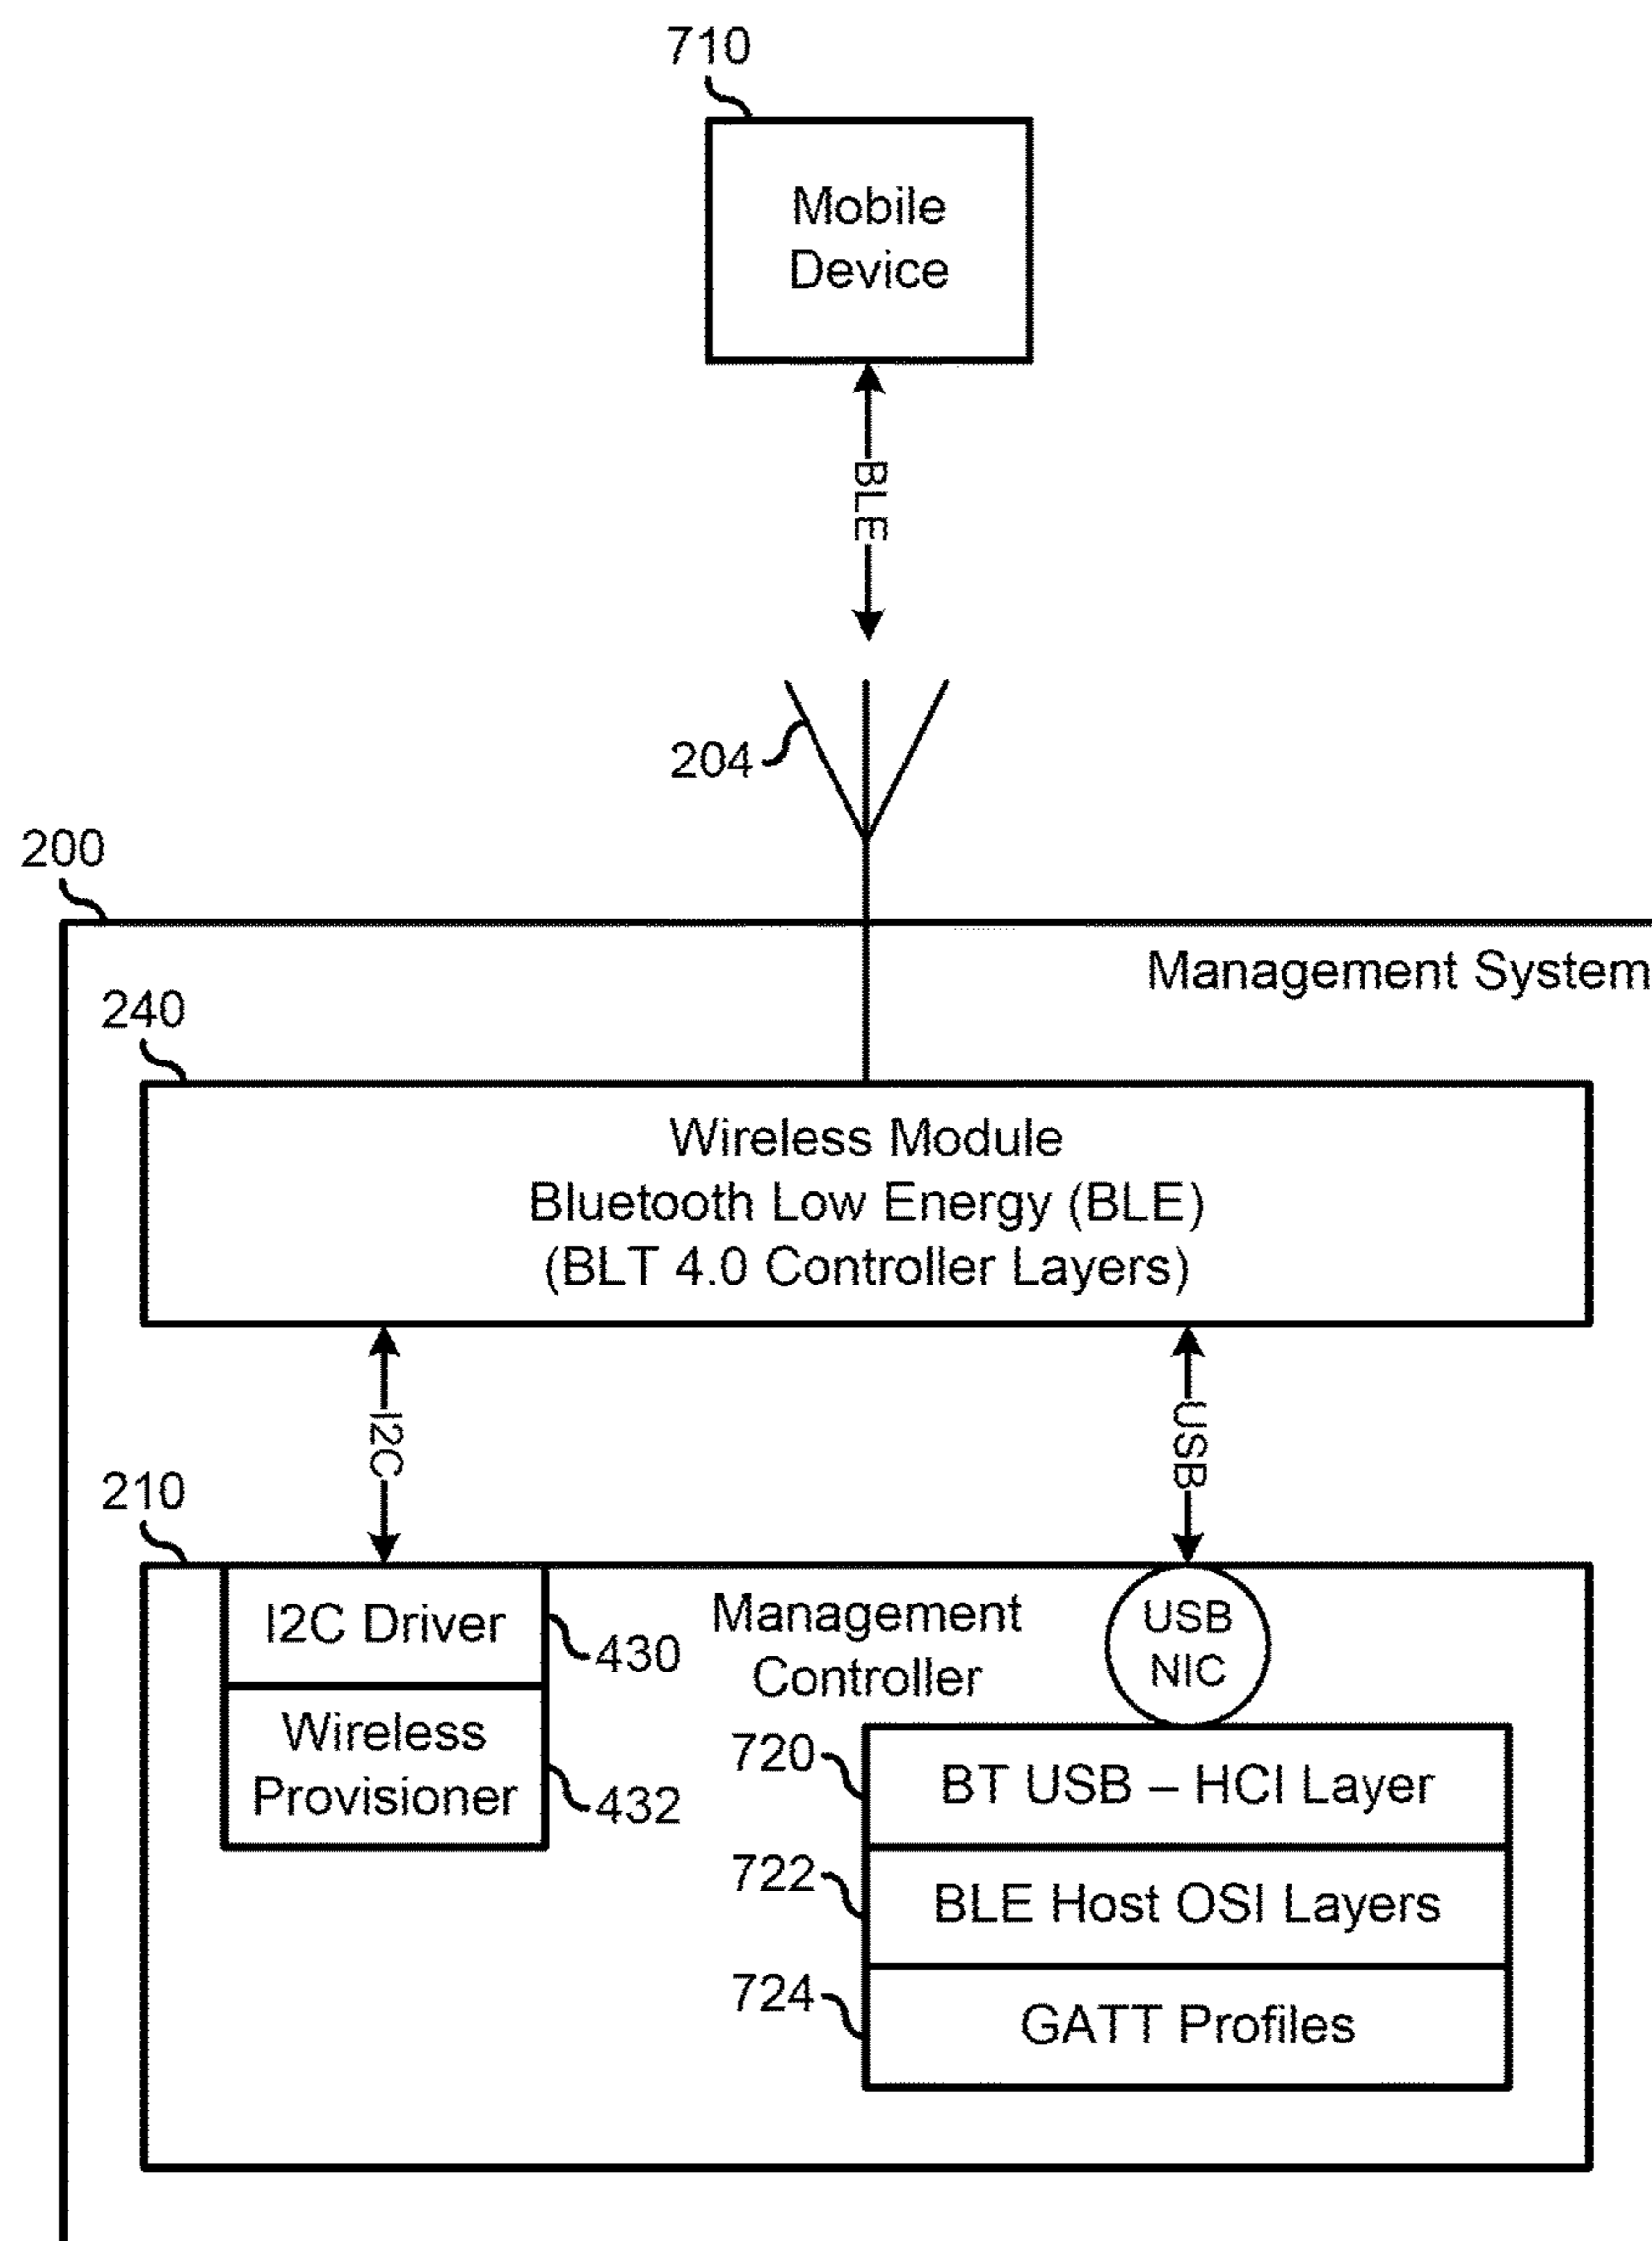 710
Mobile
Device
BLE
204
200
Management System
240
Wireless Module
Bluetooth Low Energy (BLE)
(BLT 4.0 Controller Layers)
I2C
USB
210
I2C Driver
430
Management
Controller
USB
NIC
Wireless
Provisioner
432
720
BT USB – HCI Layer
722
BLE Host OSI Layers
724
GATT Profiles